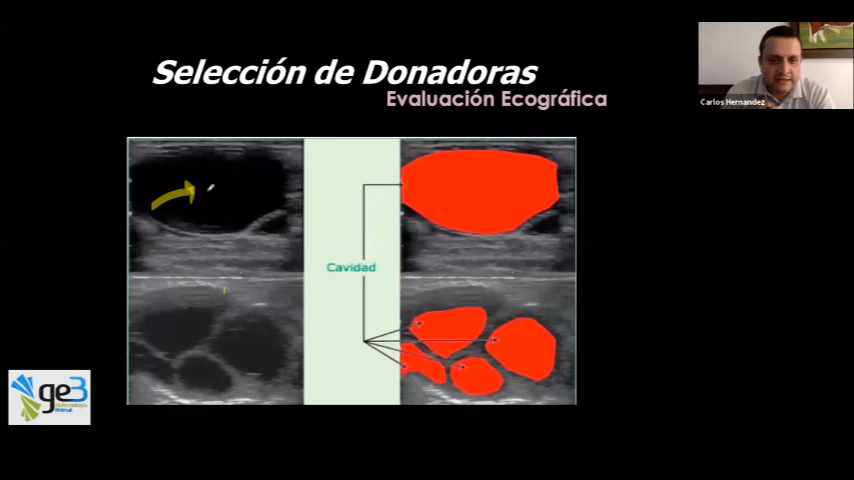 Selección de Donadoras
Evaluación Ecográfica
Carlos Hernandez
Cavidad
ge3